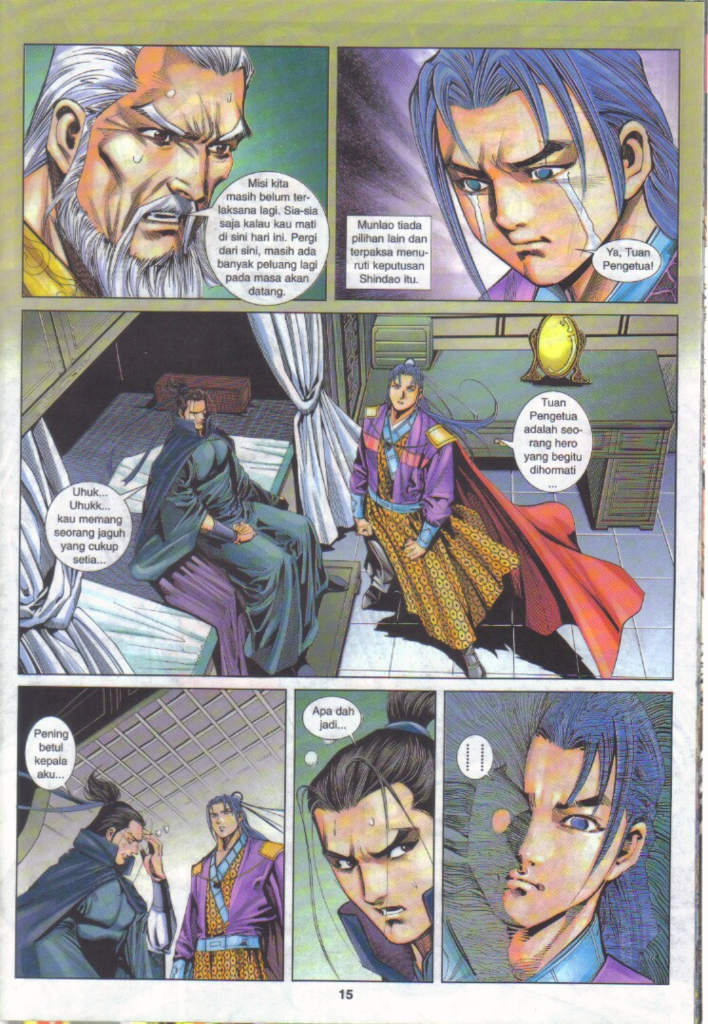 Misi kita
masih belum ter-
laksana lagi. Sia-sia
saja kalau kau mati
di sini hari ini. Pergi
dari sini, masih ada
banyak peluang lagi
pada masa akan
datang.
Munlao tiada
pilihan lain dan
terpaksa menu-
ruti keputusan
Shindao itu.
Ya, Tuan
Pengetua!
Uhuk...
Uhukk...
kau memang
seorang jaguh
yang cukup
setia...
Tuan
Pengetua
adalah seo-
rang hero
yang begitu
dihormati
...
Pening
betul
kepala
aku...
Apa dah
jadi...
15